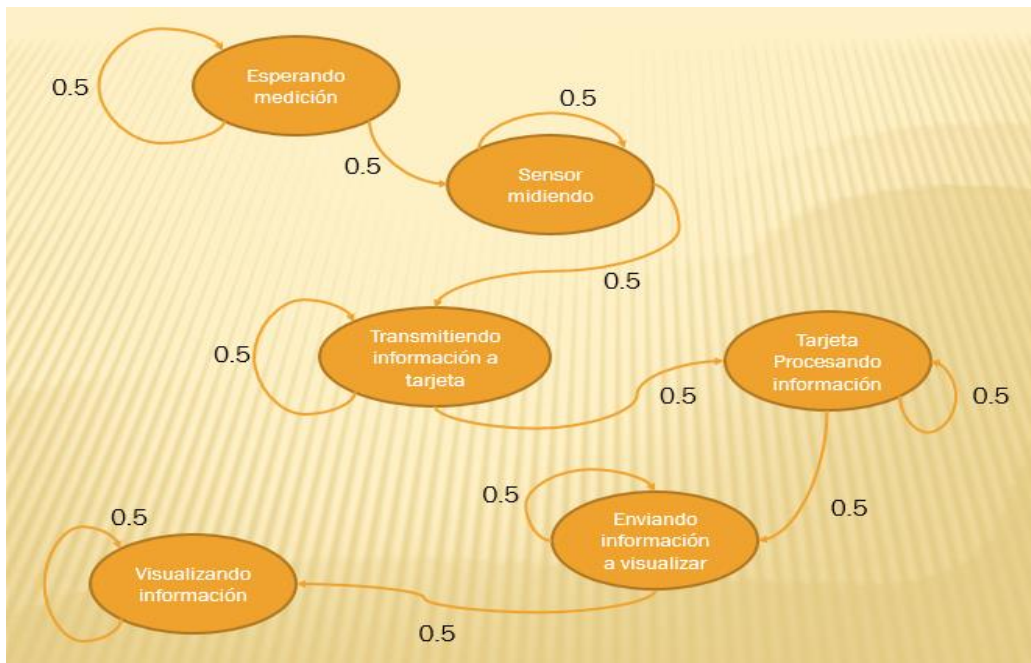 Esperando
medición
0.5
0.5
0.5
Sensor
midiendo
0.5
Transmitiendo
información a
tarjeta
0.5
0.5
Tarjeta
Procesando
información
0.5
0.5
Enviando
información
a visualizar
0.5
0.5
Visualizando
información
0.5